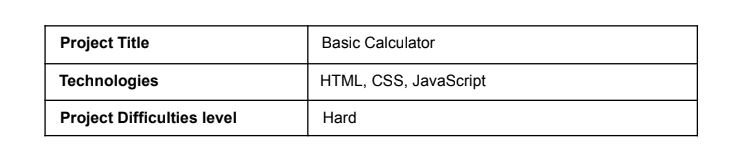 Project Title Basic Calculator
Technologies HTML, CSS, JavaScript
Project Difficulties level Hard